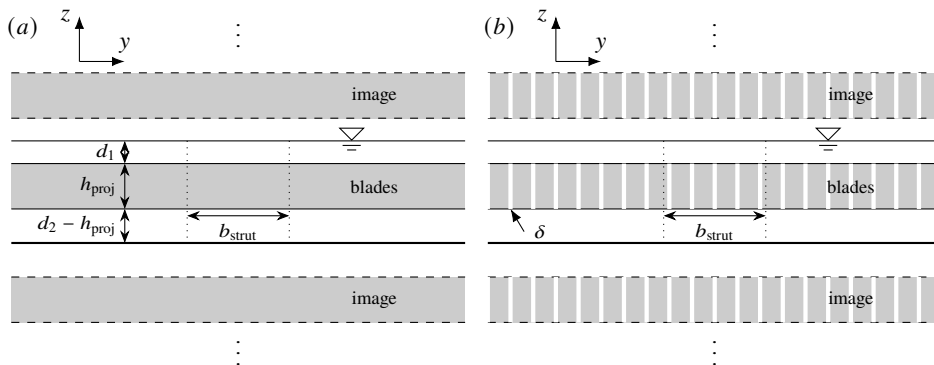 (a)
z
y
image
d1
hproj
blades
d2 − hproj
bstrut
image
(b)
z
y
image
blades
δ
bstrut
image